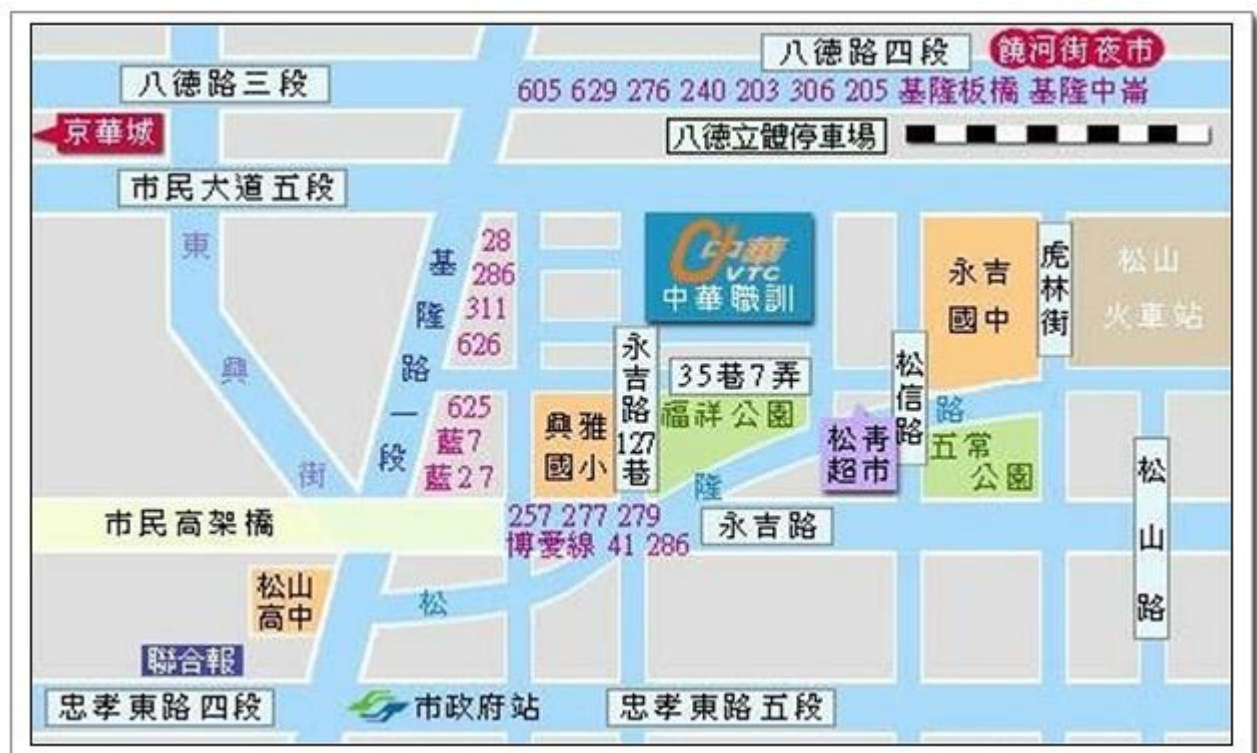 八德路四段 饒河街夜市
八德路三段
605 629 276 240 203 306 205 基隆板橋 基隆中崙
京華城
八德立體停車場
市民大道五段
東興街
基隆路一段
28
286
311
626
中華
VTC
中華職訓
永吉
國中
虎林街
松山
火車站
永吉路127巷
35巷7弄
松信路
625
藍7
藍27
興雅
國小
福祥公園
松青
超市
五常
公園
松隆路
松山路
市民高架橋
257 277 279
博愛線 41 286
永吉路
松山
高中
聯合報
忠孝東路四段
市政府站
忠孝東路五段